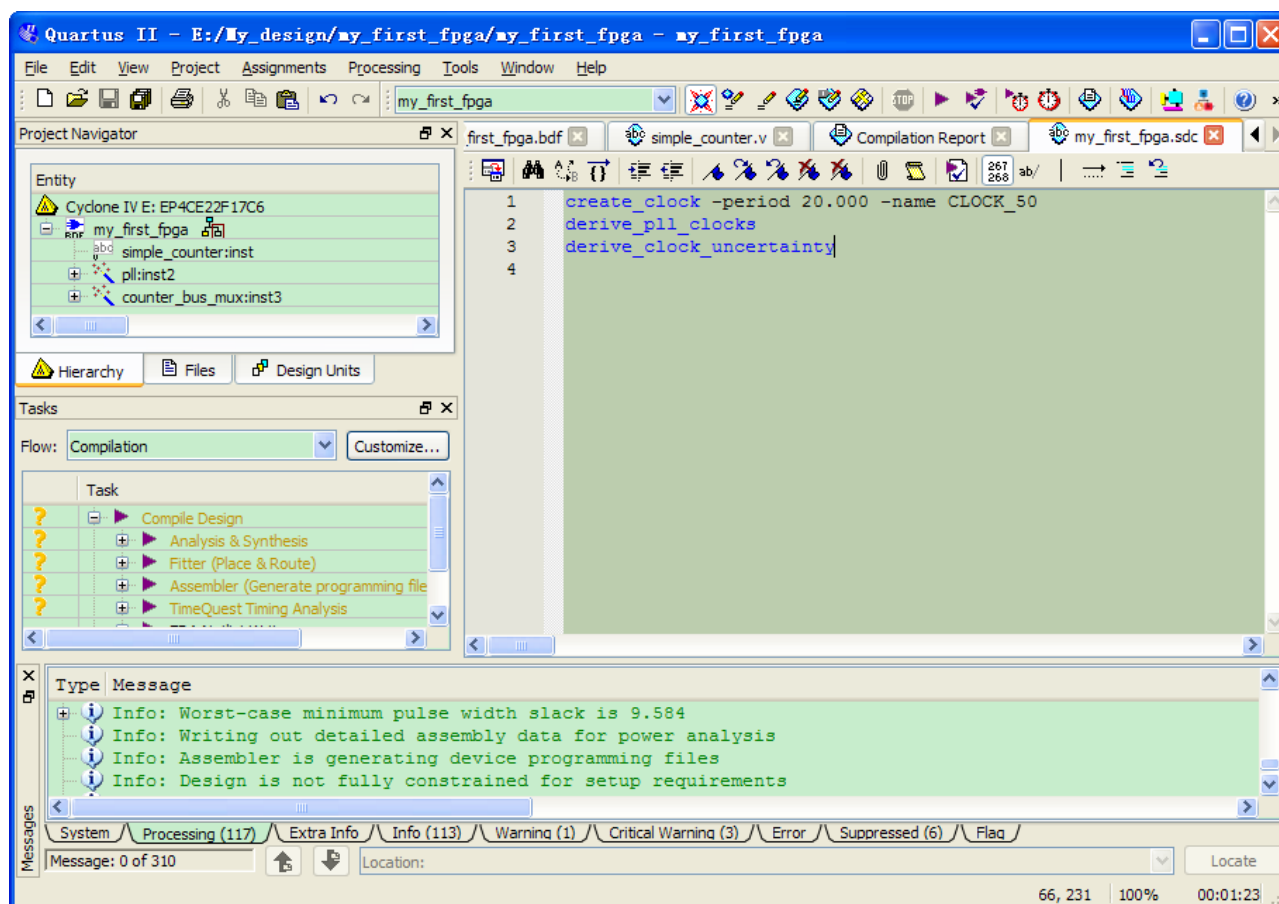 Quartus II - E:/My_design/my_first_fpga/my_first_fpga - my_first_fpga
File Edit View Project Assignments Processing Tools Window Help
my_first_fpga
STOP
Project Navigator
Entity
Cyclone IV E: EP4CE22F17C6
my_first_fpga
simple_counter:inst
pll:inst2
counter_bus_mux:inst3
Hierarchy Files Design Units
Tasks
Flow: Compilation Customize...
Task
Compile Design
Analysis & Synthesis
Fitter (Place & Route)
Assembler (Generate programming file
TimeQuest Timing Analysis
first_fpga.bdf simple_counter.v Compilation Report my_first_fpga.sdc
267
268 ab/
1 create_clock -period 20.000 -name CLOCK_50
2 derive_pll_clocks
3 derive_clock_uncertainty
4
Type Message
Info: Worst-case minimum pulse width slack is 9.584
Info: Writing out detailed assembly data for power analysis
Info: Assembler is generating device programming files
Info: Design is not fully constrained for setup requirements
System Processing (117) Extra Info Info (113) Warning (1) Critical Warning (3) Error Suppressed (6) Flag
Messages
Message: 0 of 310 Location: Locate
66, 231 100% 00:01:23